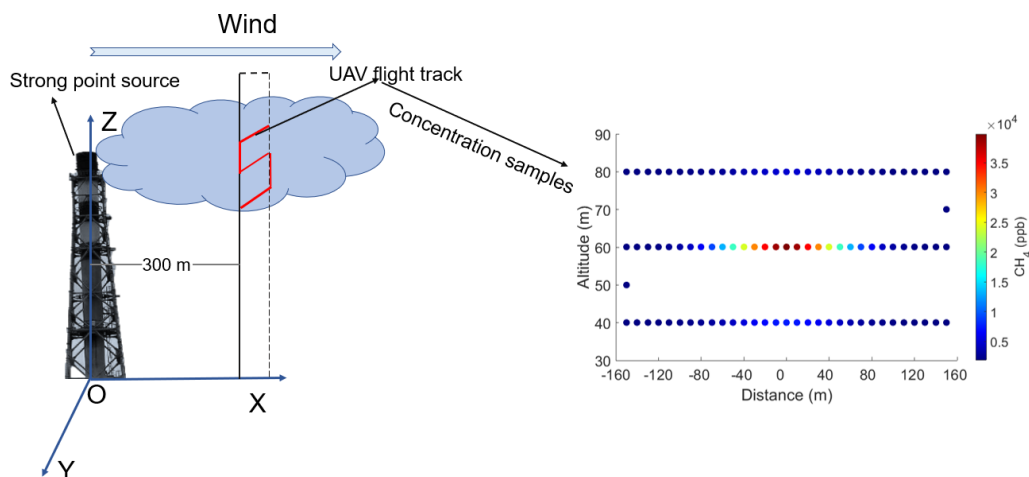 Wind
Strong point source
UAV flight track
Concentration samples
Z
300 m
O
X
Y
×10⁴
90
80
70
60
50
40
30
Altitude (m)
-160 -120 -80 -40 0 40 80 120 160
Distance (m)
3.5
3
2.5
2
1.5
1
0.5
CH₄ (ppb)